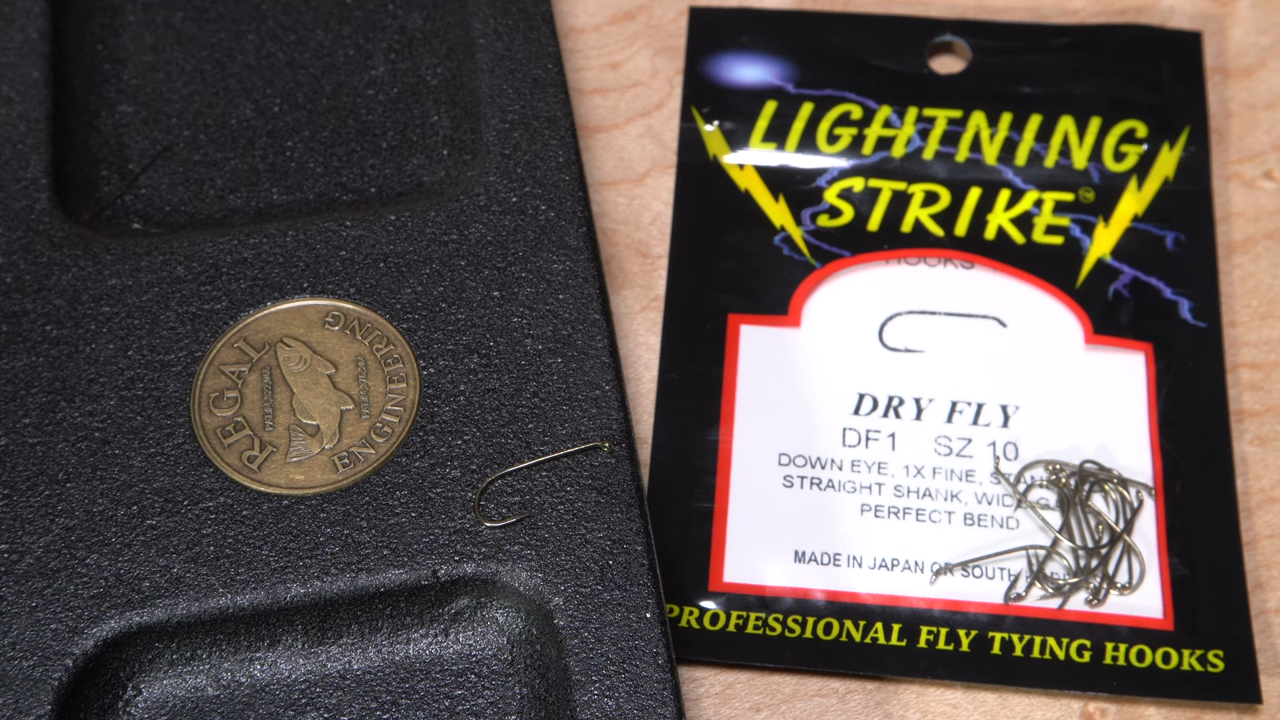 REGAL
ENGINEERING
LIGHTNING
STRIKE
HOOKS
DRY FLY
DF1 SZ 10
DOWN EYE, 1X FINE,
STRAIGHT SHANK,
PERFECT BEND
MADE IN JAPAN OR SOUTH
PROFESSIONAL FLY TYING HOOKS